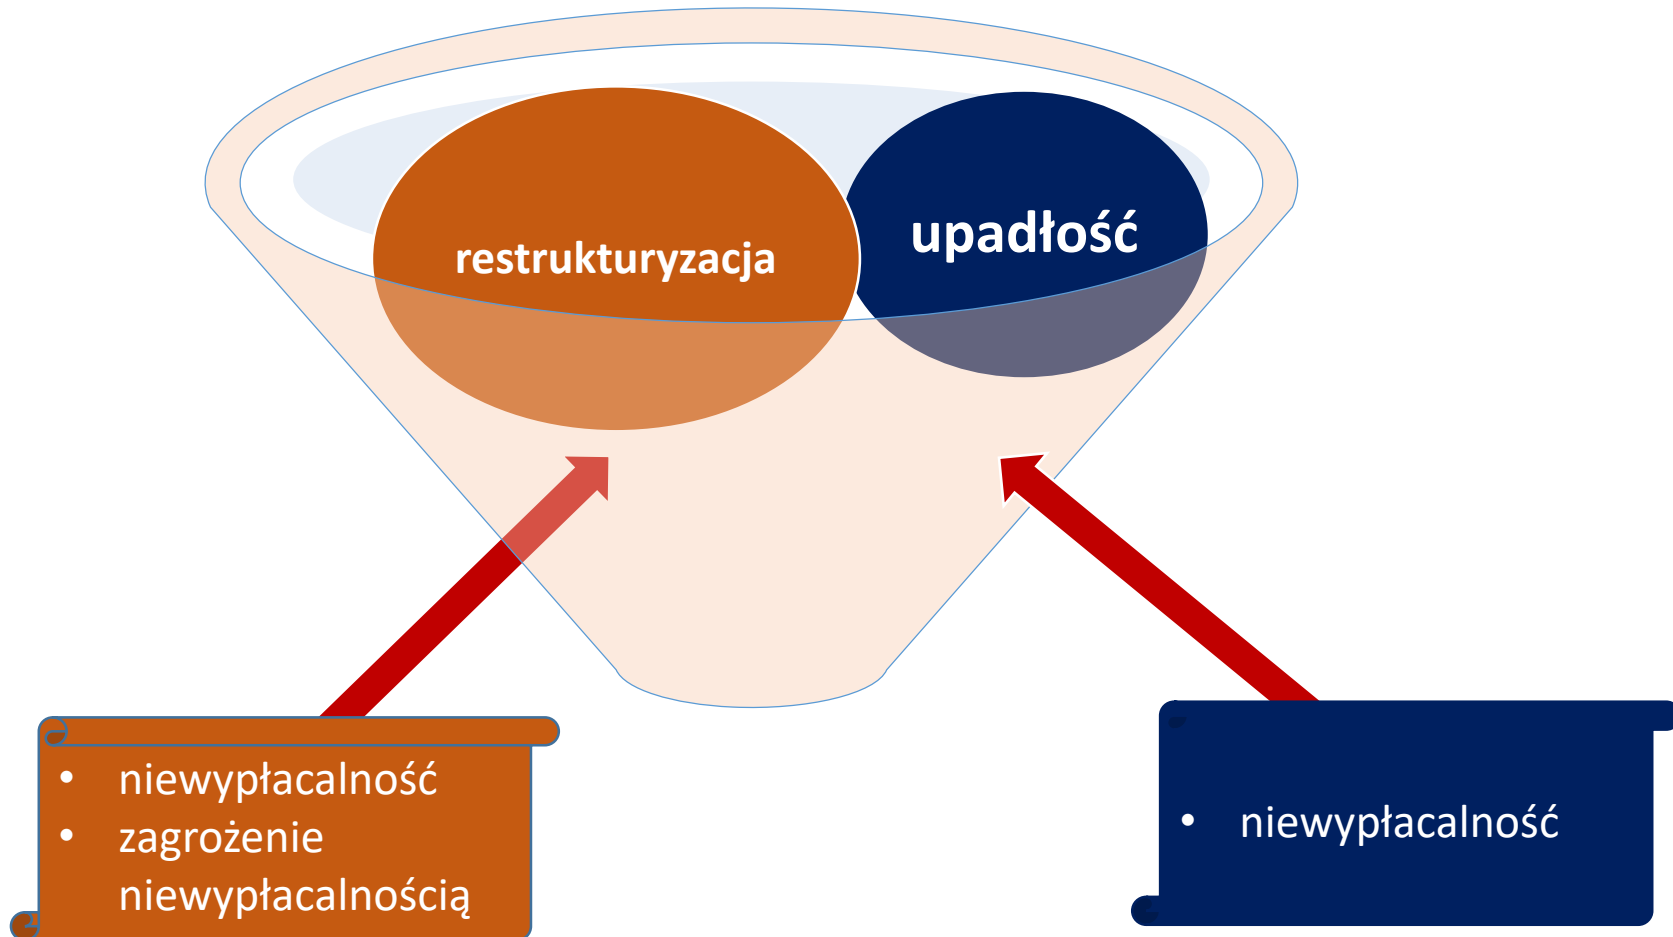 restrukturyzacja
upadłość
• niewypłacalność
• zagrożenie
niewypłacalnością
• niewypłacalność